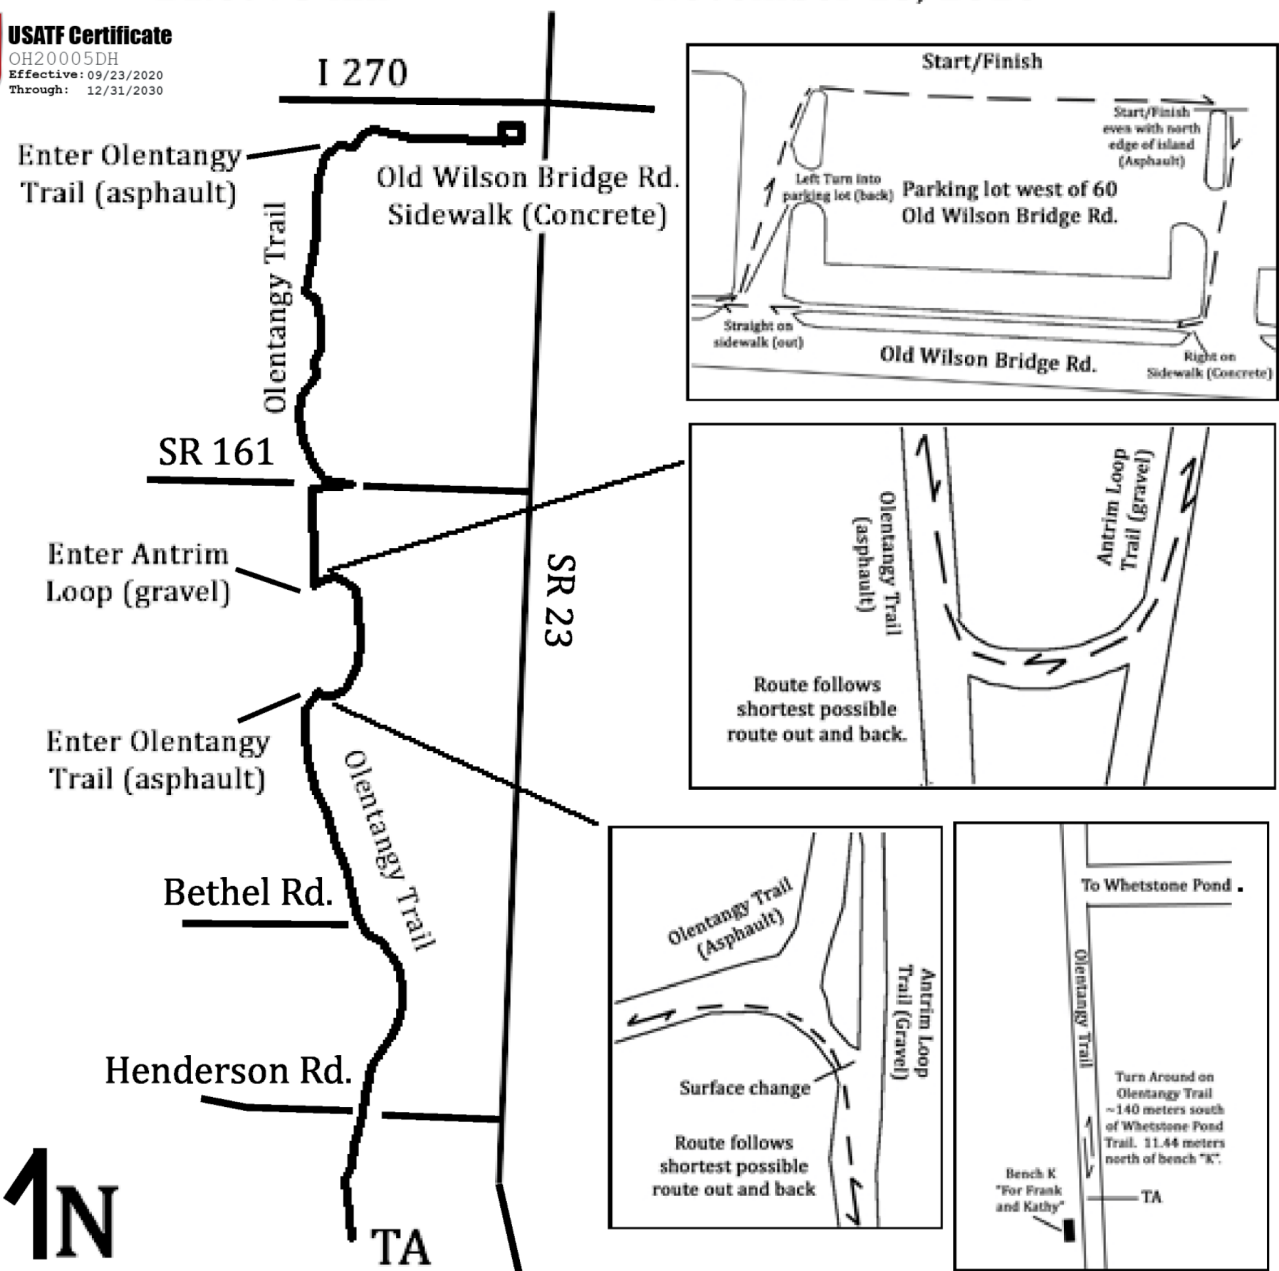 USATF Certificate
OH20005DH
Effective: 09/23/2020
Through: 12/31/2030
I 270
Enter Olentangy
Trail (asphault)
Old Wilson Bridge Rd.
Sidewalk (Concrete)
Olentangy Trail
SR 161
Enter Antrim
Loop (gravel)
SR 23
Enter Olentangy
Trail (asphault)
Olentangy Trail
Bethel Rd.
Henderson Rd.
N
TA
Start/Finish
Start/Finish
even with north
edge of island
(Asphalt)
Left Turn into
parking lot (back)
Parking lot west of 60
Old Wilson Bridge Rd.
Straight on
sidewalk (out)
Old Wilson Bridge Rd.
Right on
Sidewalk (Concrete)
Olentangy Trail
(asphault)
Antrim Loop
Trail (gravel)
Route follows
shortest possible
route out and back.
Olentangy Trail
(Asphault)
Antrim Loop
Trail (Gravel)
Surface change
Route follows
shortest possible
route out and back
To Whetstone Pond .
Olentangy Trail
Turn Around on
Olentangy Trail
~140 meters south
of Whetstone Pond
Trail. 11.44 meters
north of bench "K".
Bench K
"For Frank
and Kathy"
TA